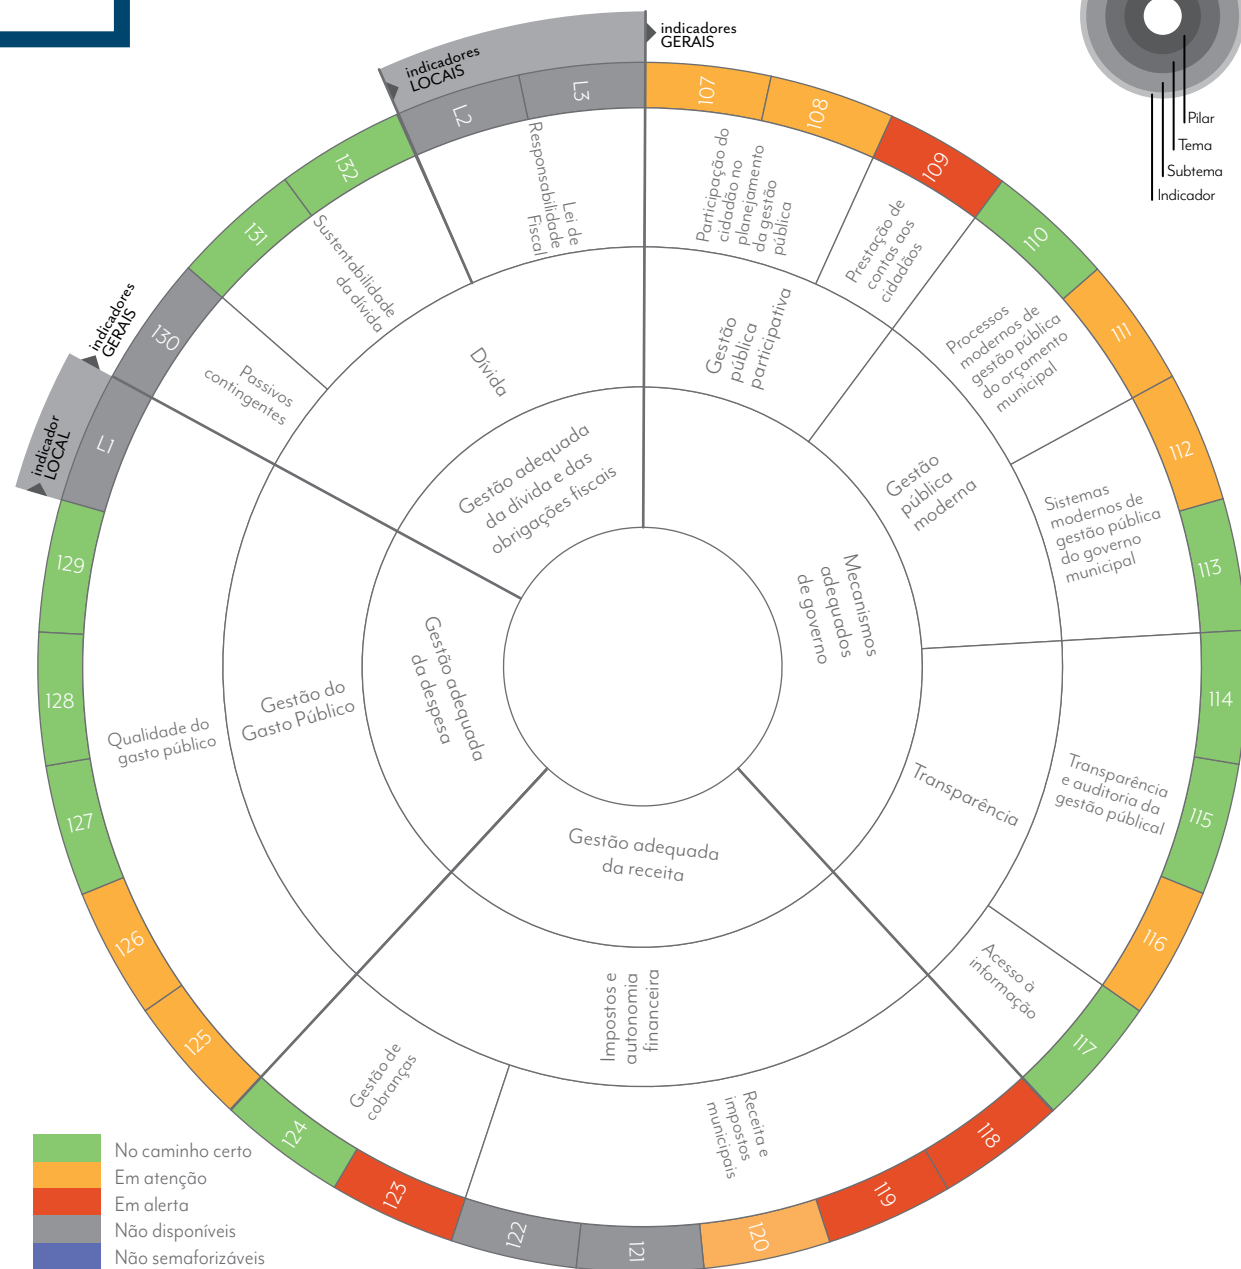 indicadores
LOCAIS
indicadores
GERAIS
Pilar
Tema
Subtema
Indicador
indicadores
GERAIS
indicador
LOCAL
107
108
109
110
111
112
113
114
115
116
117
118
119
120
121
122
123
124
125
126
127
128
129
L1
130
131
132
L2
L3
Participação do
cidadão no
planejamento
da gestão
pública
Prestação de
contas aos
cidadãos
Processos
modernos de
gestão pública
do orçamento
municipal
Sistemas
modernos de
gestão pública
do governo
municipal
Transparência
e auditoria da
gestão públical
Acesso à
informação
Receita e
impostos
municipais
Gestão de
cobranças
Qualidade do
gasto público
Passivos
contingentes
Sustentabilidade
da dívida
Lei de
Responsabilidade
Fiscal
Gestão
pública
participativa
Gestão
pública
moderna
Transparência
Impostos e
autonomia
financeira
Gestão do
Gasto Público
Dívida
Mecanismos
adequados
de governo
Gestão adequada
da receita
Gestão adequada
da despesa
Gestão adequada
da dívida e das
obrigações fiscais
No caminho certo
Em atenção
Em alerta
Não disponíveis
Não semaforizáveis